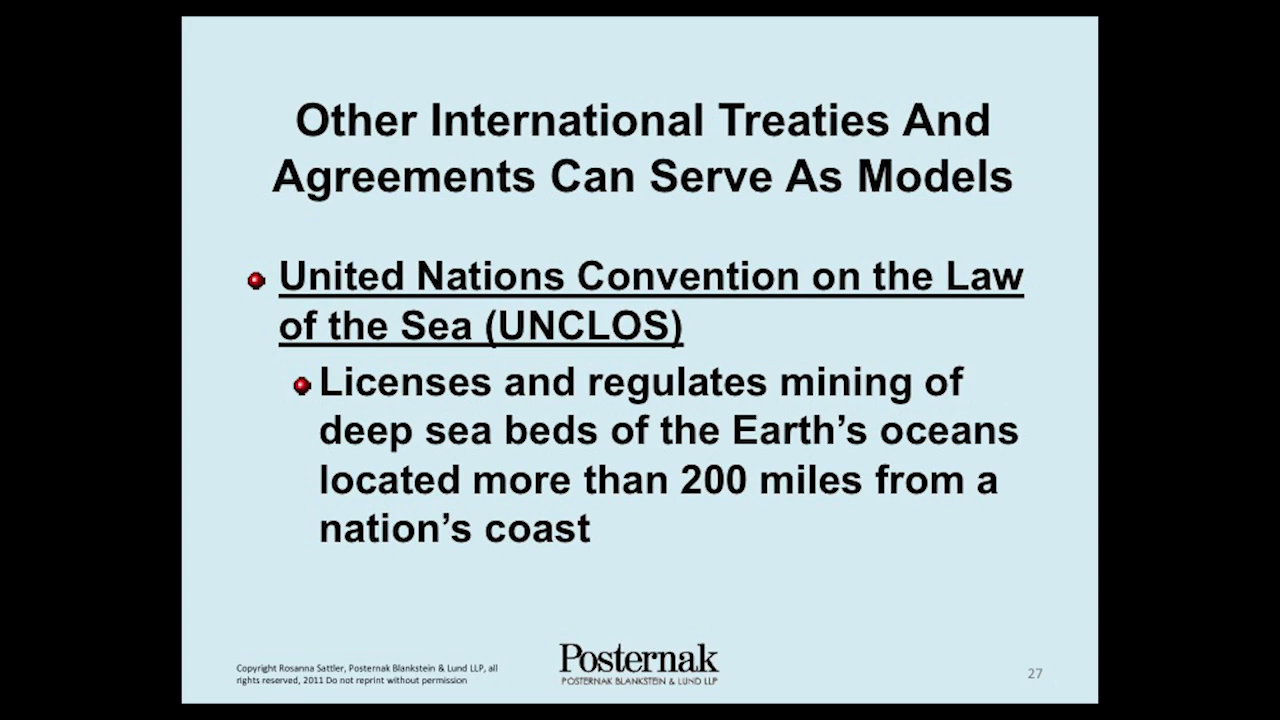 Other International Treaties And
Agreements Can Serve As Models
United Nations Convention on the Law
of the Sea (UNCLOS)
Licenses and regulates mining of
deep sea beds of the Earth’s oceans
located more than 200 miles from a
nation’s coast
Copyright Rosanna Sattler, Posternak Blankstein & Lund LLP, all
rights reserved, 2011 Do not reprint without permission
Posternak
POSTERNAK BLANKSTEIN & LUND LLP
27